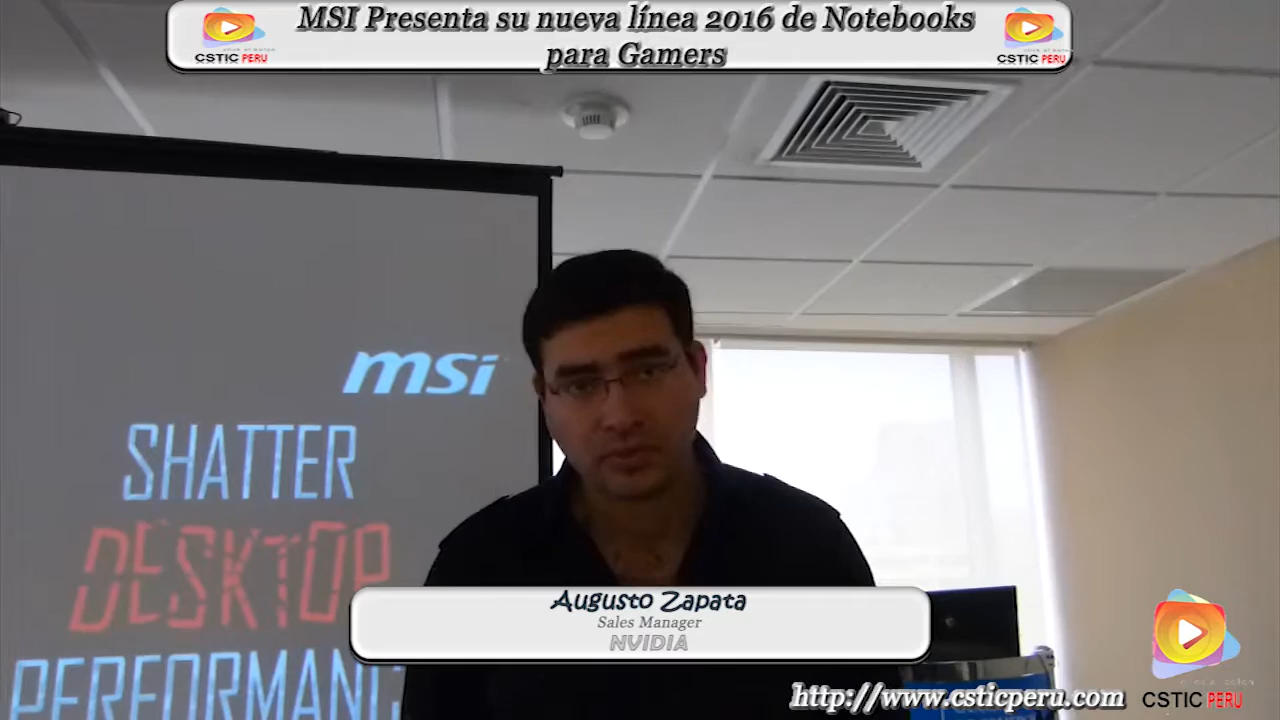 MSI Presenta su nueva línea 2016 de Notebooks
para Gamers
CSTIC PERU
CSTIC PERU
msi
SHATTER
DESKTOP
PERFORMANC
Augusto Zapata
Sales Manager
NVIDIA
http://www.csticperu.com
CSTIC PERU